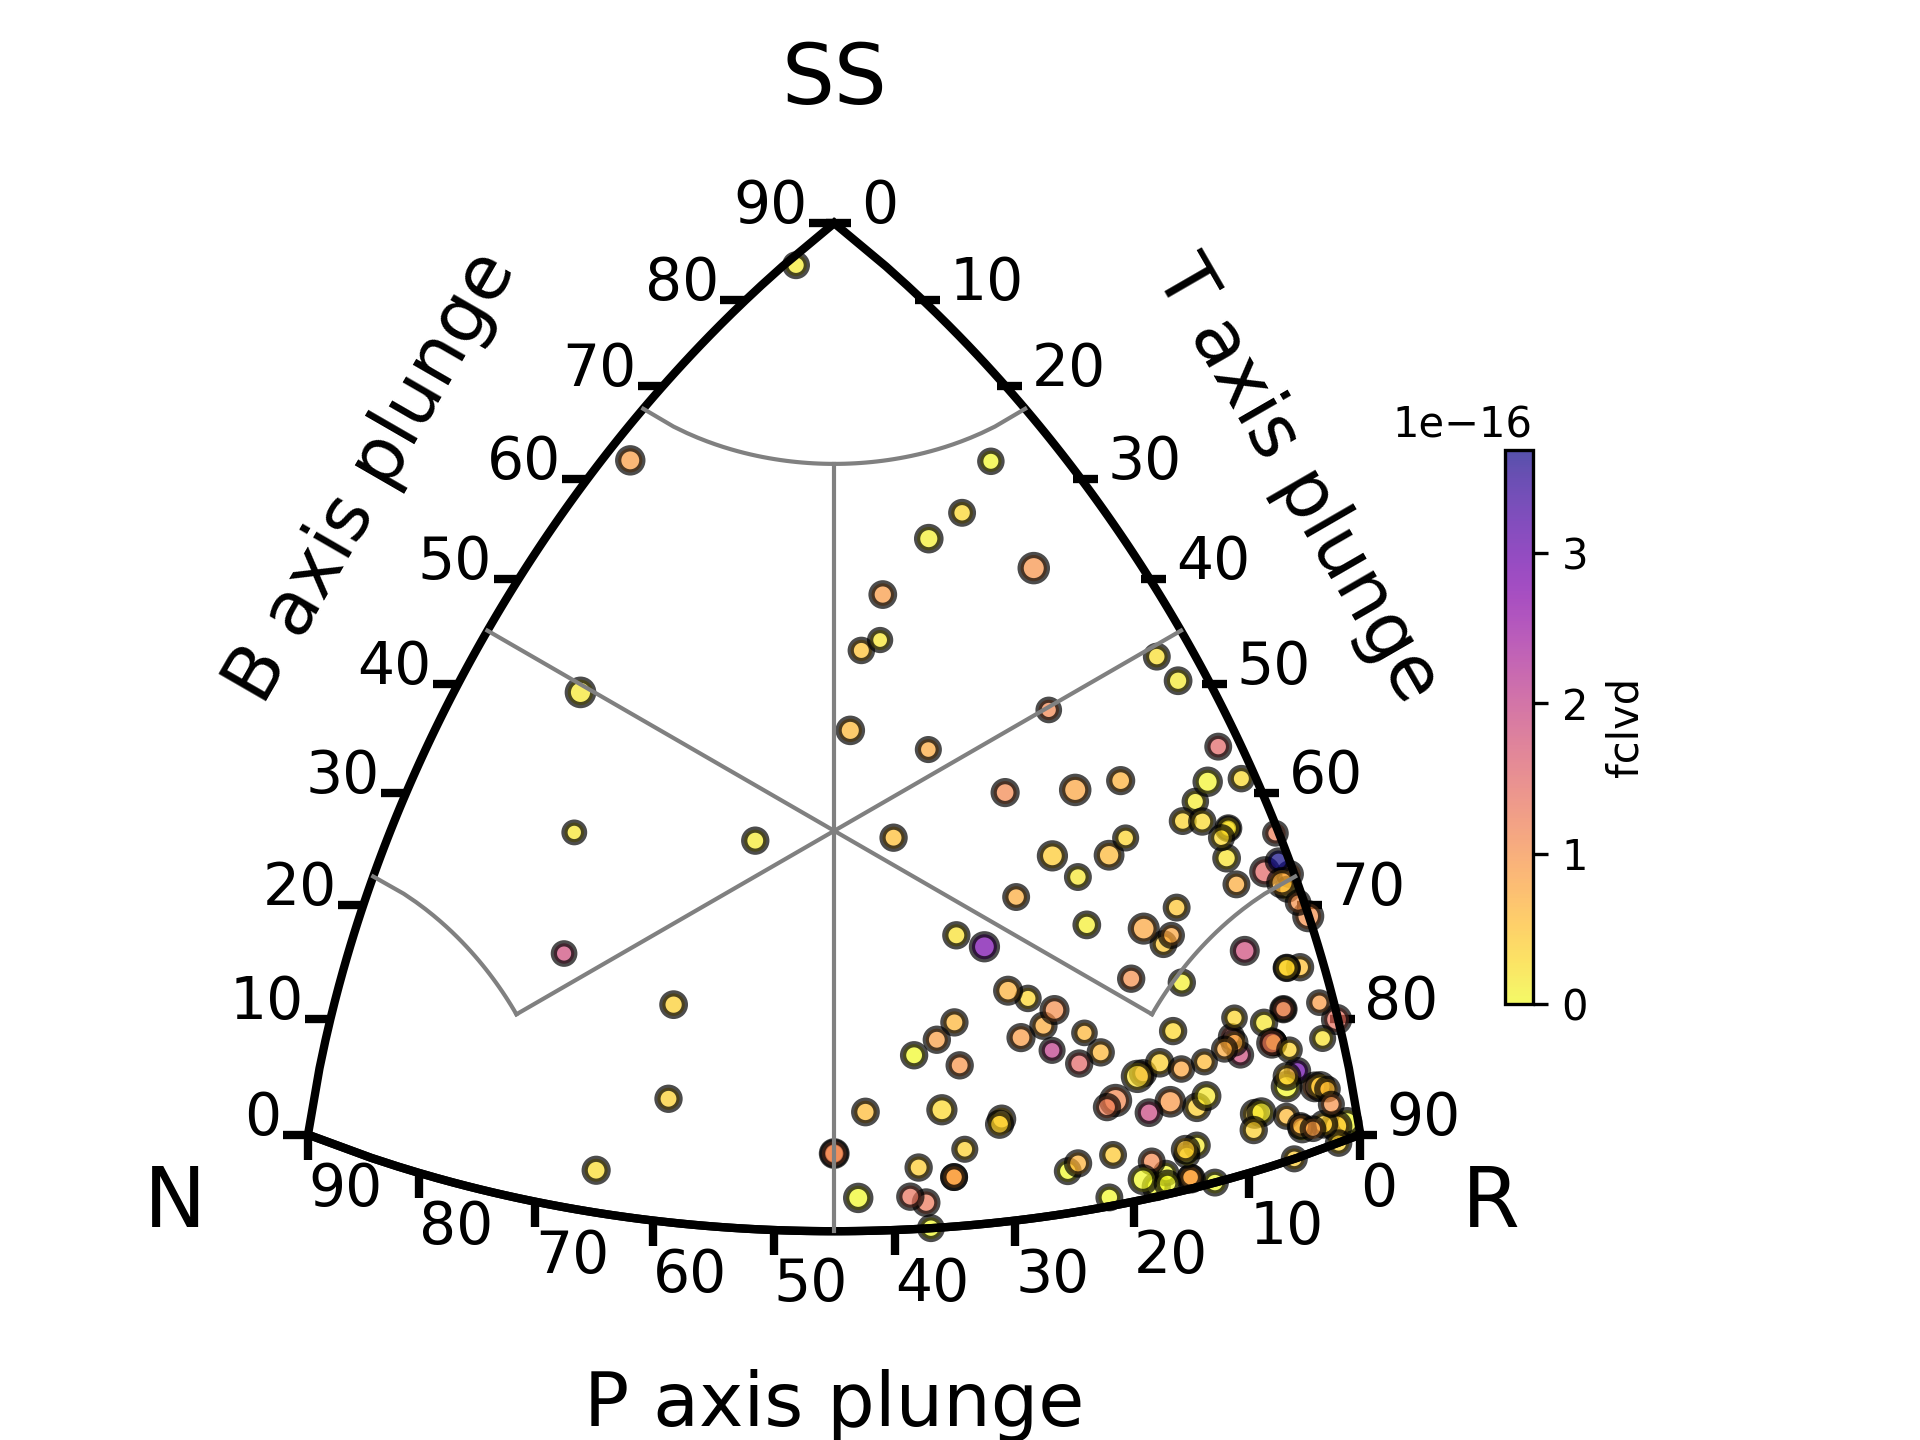 SS
90 0
80 10
70 20
60 30
50 40
40 50
30 60
20 70
10 80
0 90
B axis plunge
T axis plunge
N
R
90 80 70 60 50 40 30 20 10 0
P axis plunge
1e−16
3
2
1
0
fclvd